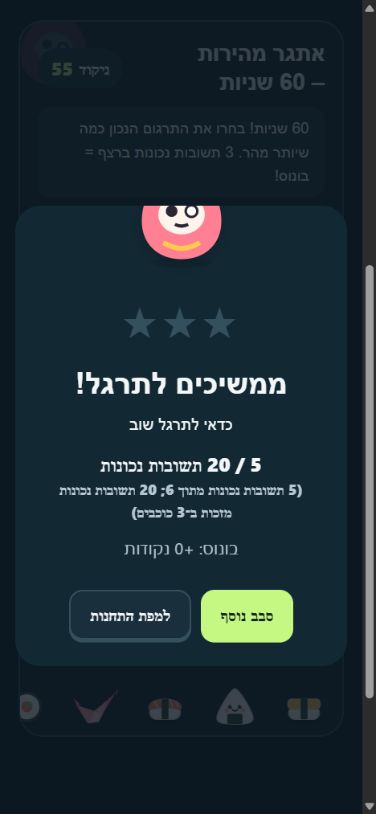 אתגר מהירות
– 60 שניות
ניקוד 55
60 שניות! בחרו את התרגום הנכון כמה
שיותר מהר. 3 תשובות נכונות ברצף =
בונוס!
ממשיכים לתרגל!
כדאי לתרגל שוב
5 / 20 תשובות נכונות
(5 תשובות נכונות מתוך 6; 20 תשובות נכונות
מזכות ב־3 כוכבים)
בונוס: +0 נקודות
סבב נוסף
למפת התחנות